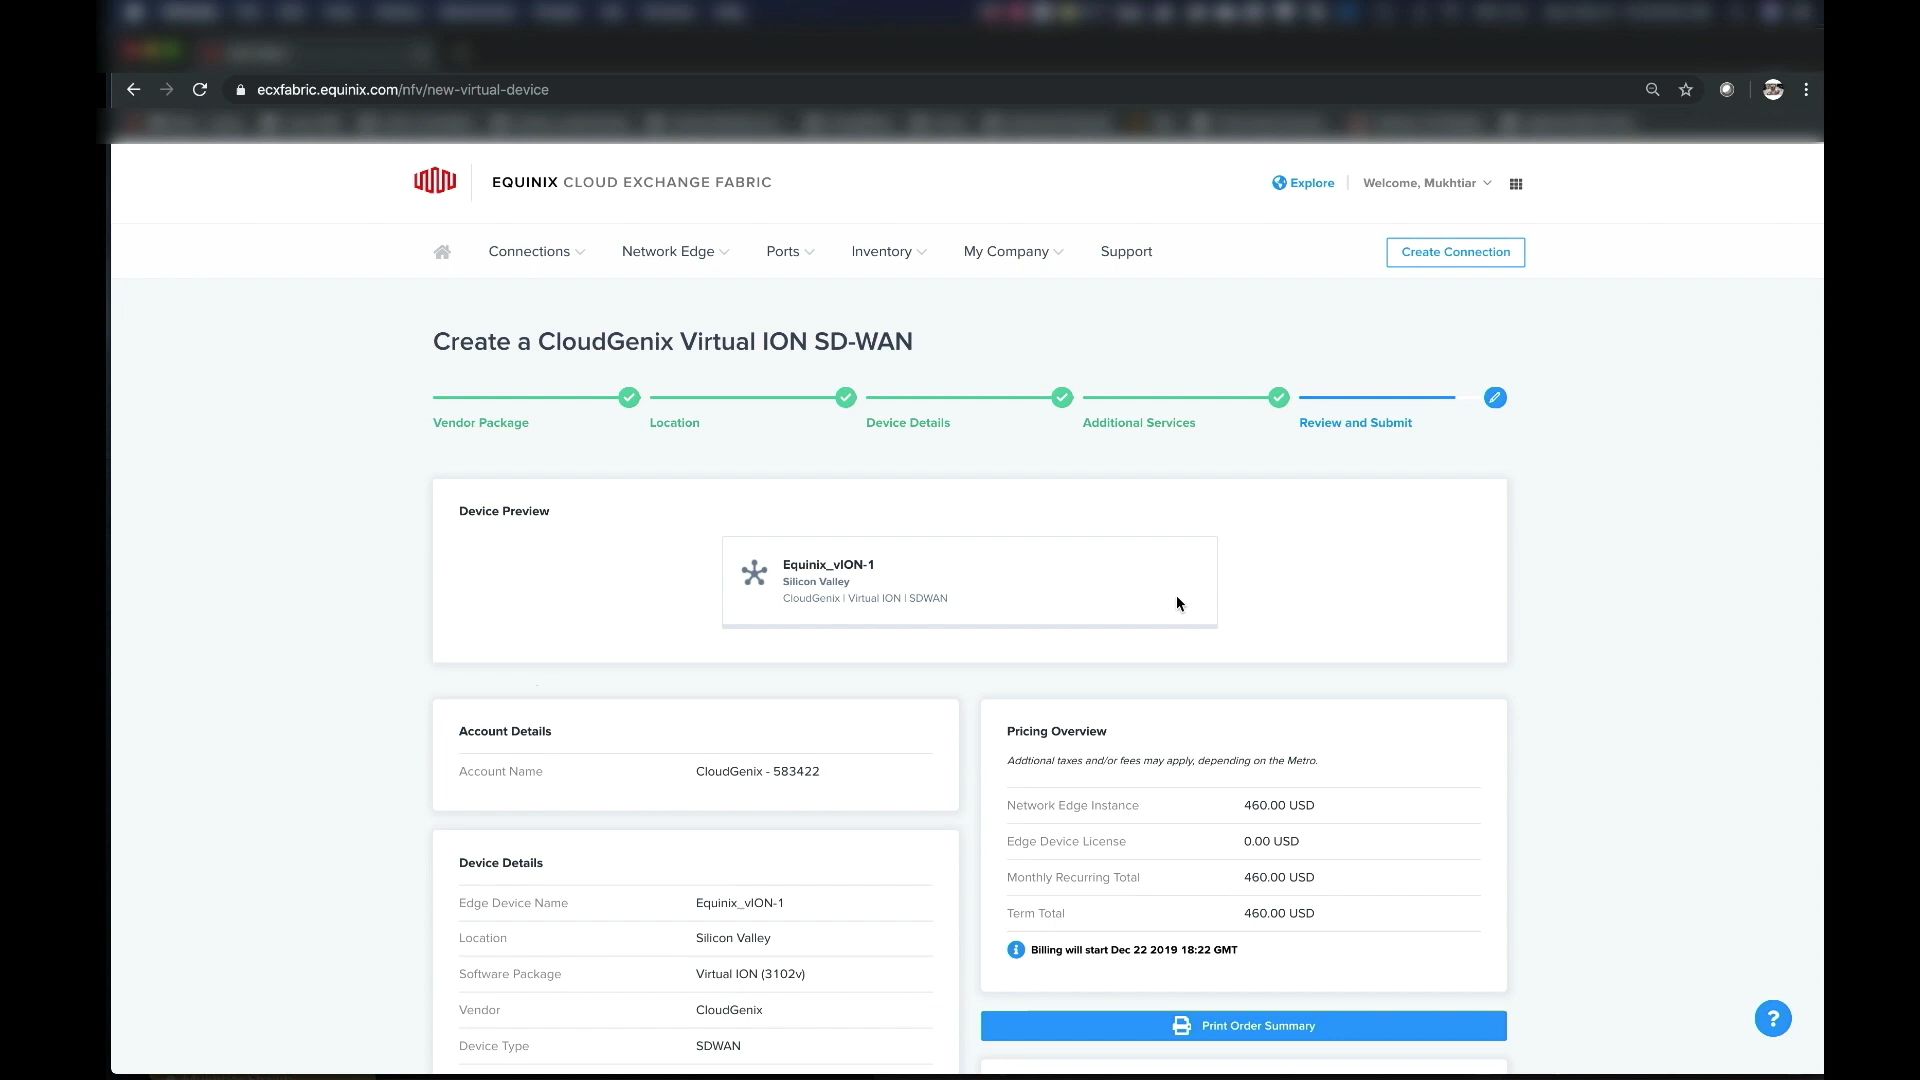 ecxfabric.equinix.com/nfv/new-virtual-device
EQUINIX CLOUD EXCHANGE FABRIC
Explore
Welcome, Mukhtiar
Connections
Network Edge
Ports
Inventory
My Company
Support
Create Connection
Create a CloudGenix Virtual ION SD-WAN
Vendor Package
Location
Device Details
Additional Services
Review and Submit
Device Preview
Equinix_vION-1
Silicon Valley
CloudGenix | Virtual ION | SDWAN
Account Details
Account Name CloudGenix - 583422
Device Details
Edge Device Name Equinix_vION-1
Location Silicon Valley
Software Package Virtual ION (3102v)
Vendor CloudGenix
Device Type SDWAN
Pricing Overview
Addtional taxes and/or fees may apply, depending on the Metro.
Network Edge Instance 460.00 USD
Edge Device License 0.00 USD
Monthly Recurring Total 460.00 USD
Term Total 460.00 USD
Billing will start Dec 22 2019 18:22 GMT
Print Order Summary
?